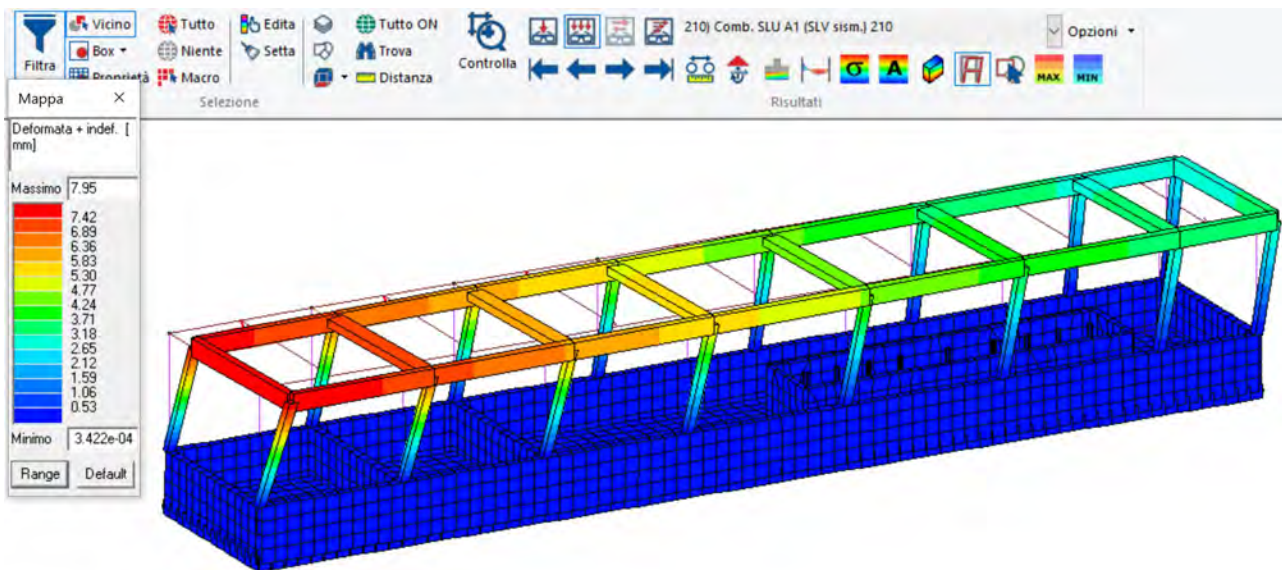 Filtra
Vicino
Box
Proprietà
Tutto
Niente
Macro
Edita
Setta
Tutto ON
Trova
Distanza
Selezione
Controlla
210) Comb. SLU A1 (SLV sism.) 210
Opzioni
σ
A
MAX
MIN
Risultati
Mappa
Deformata + indef. [
mm]
Massimo 7.95
7.42
6.89
6.36
5.83
5.30
4.77
4.24
3.71
3.18
2.65
2.12
1.59
1.06
0.53
Minimo 3.422e-04
Range Default